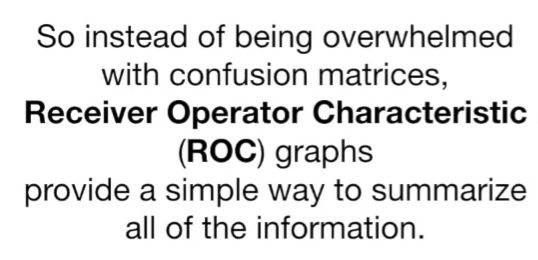 So instead of being overwhelmed
with confusion matrices,
Receiver Operator Characteristic
(ROC) graphs
provide a simple way to summarize
all of the information.